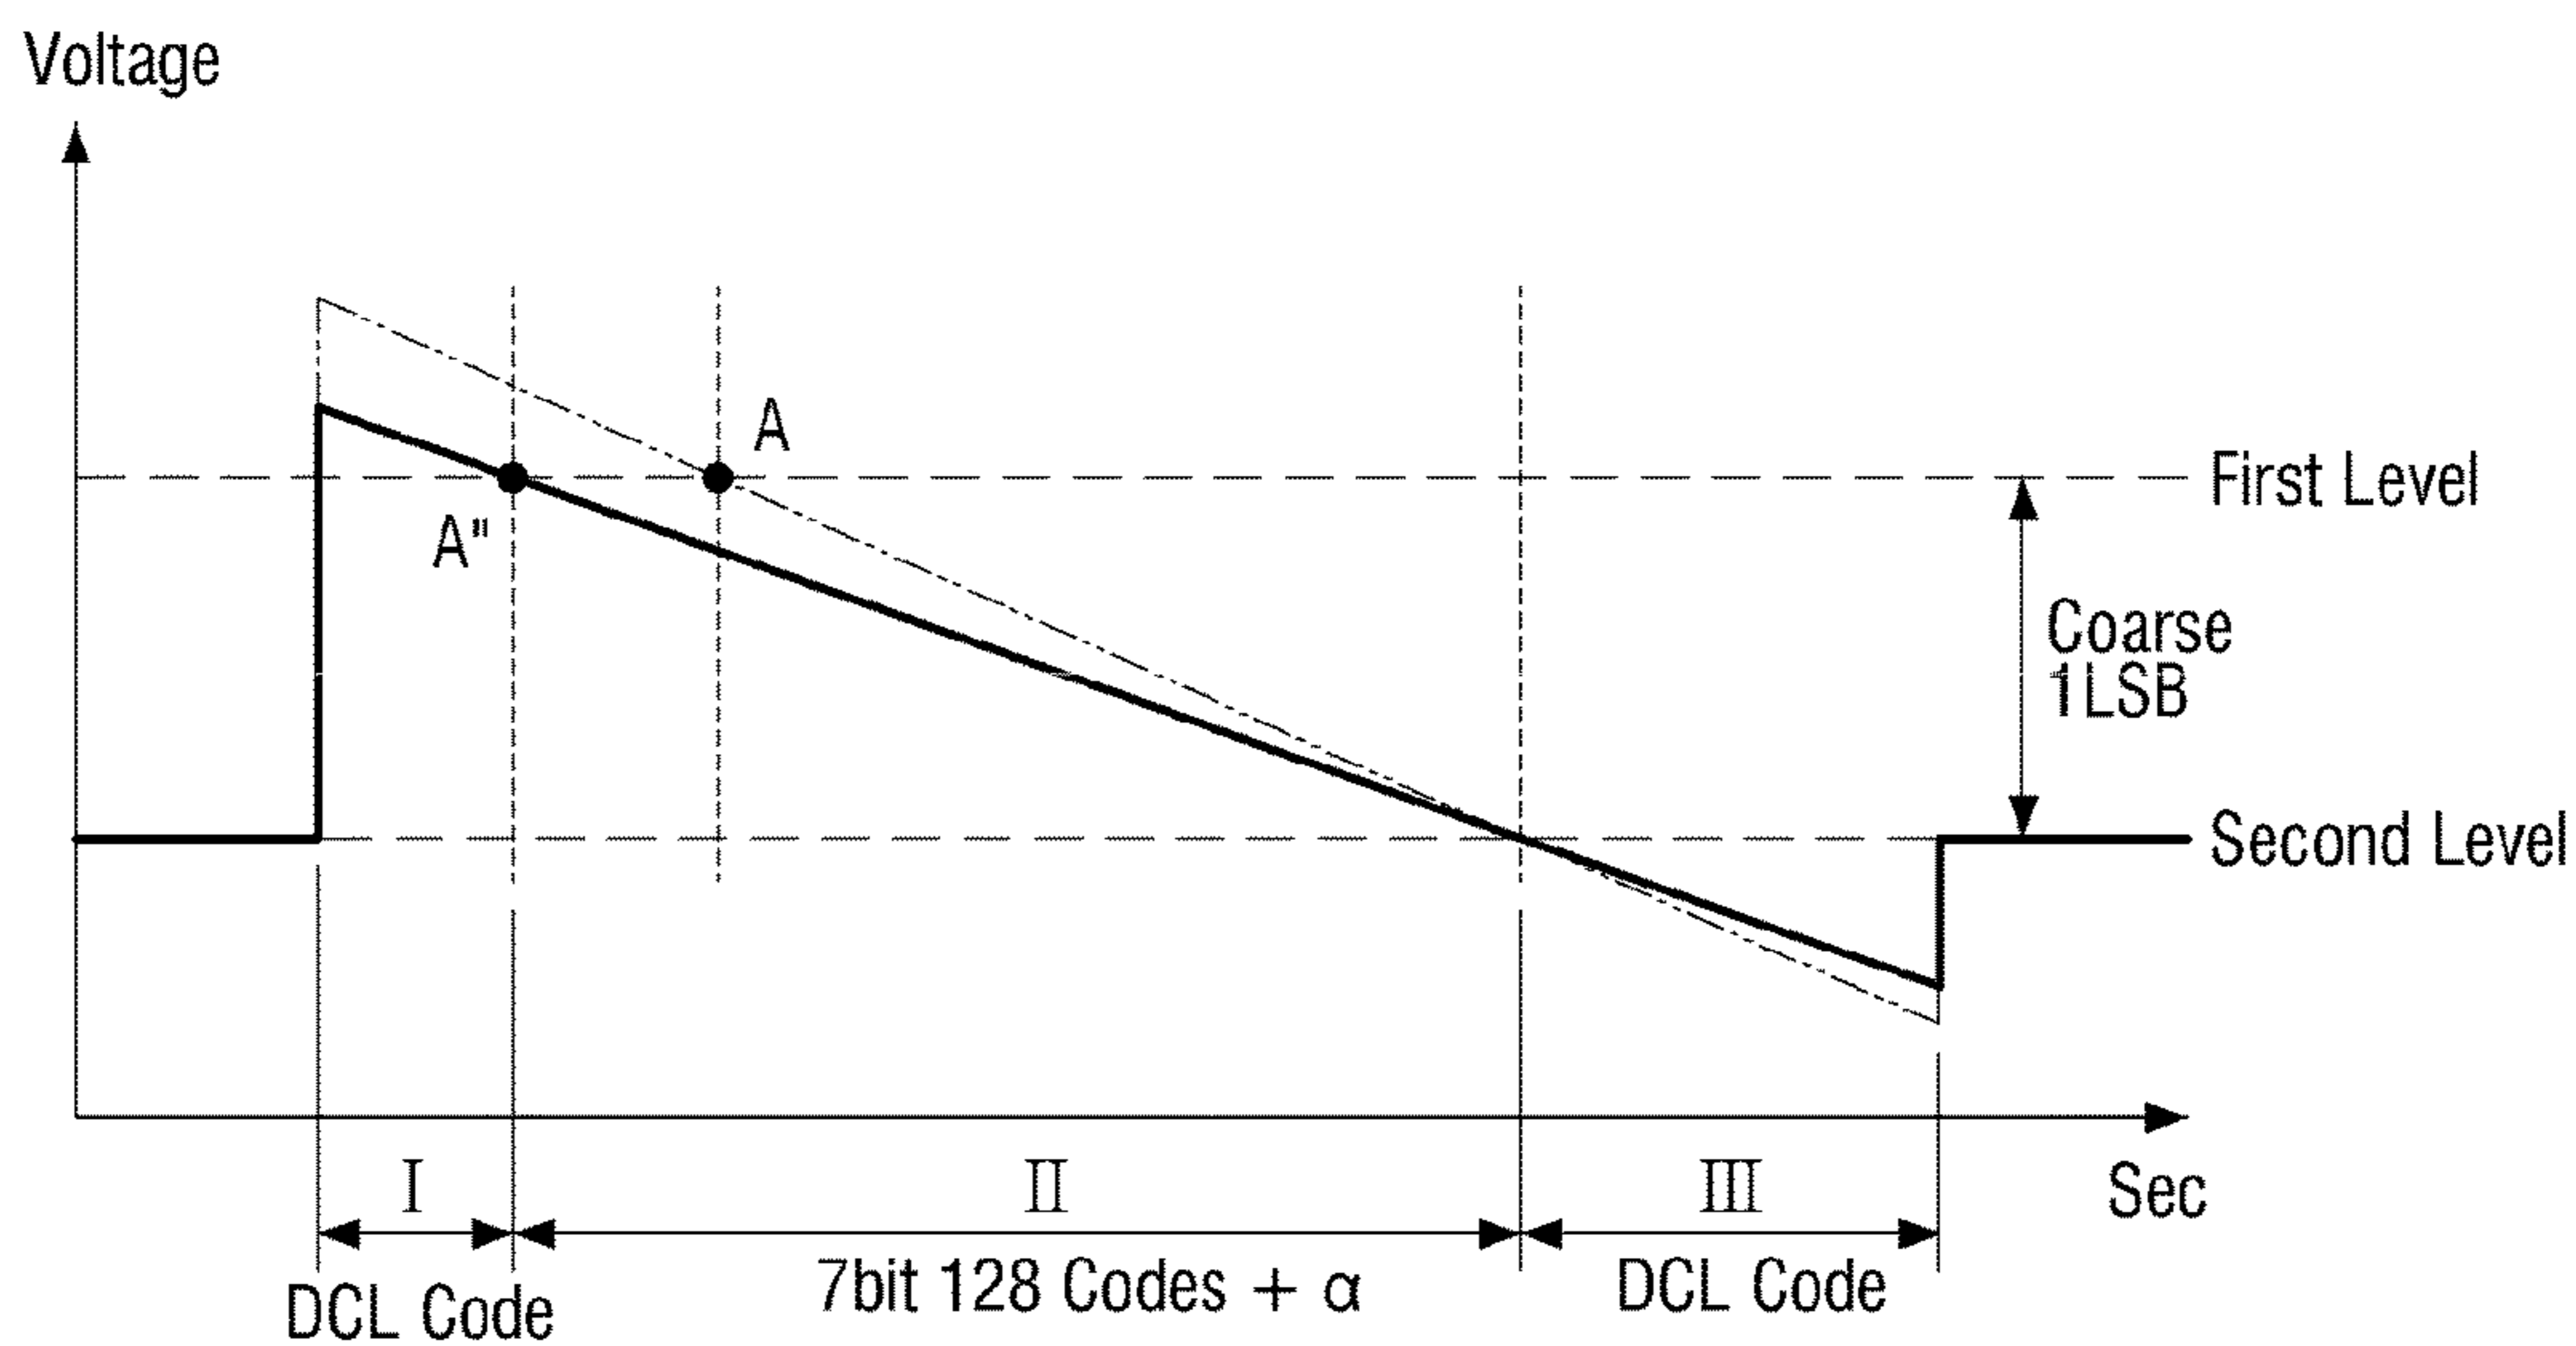 Voltage
A
First Level
A"
Coarse
1LSB
Second Level
I
II
III
Sec
7bit 128 Codes + α
DCL Code
DCL Code